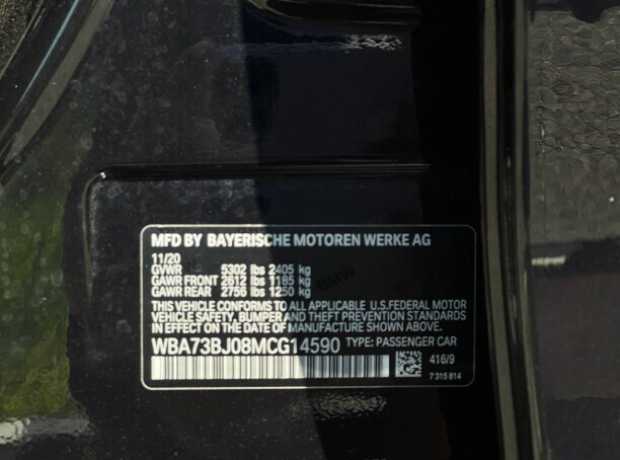 MFD BY BAYERISCHE MOTOREN WERKE AG
11/20
GVWR 5302 lbs 2405 kg
GAWR FRONT 2612 lbs 1185 kg
GAWR REAR 2756 lbs 1250 kg
THIS VEHICLE CONFORMS TO ALL APPLICABLE U.S.FEDERAL MOTOR
VEHICLE SAFETY, BUMPER AND THEFT PREVENTION STANDARDS
IN EFFECT ON THE DATE OF MANUFACTURE SHOWN ABOVE.
WBA73BJ08MCG14590 TYPE: PASSENGER CAR
416/9
7 315 814
BMW